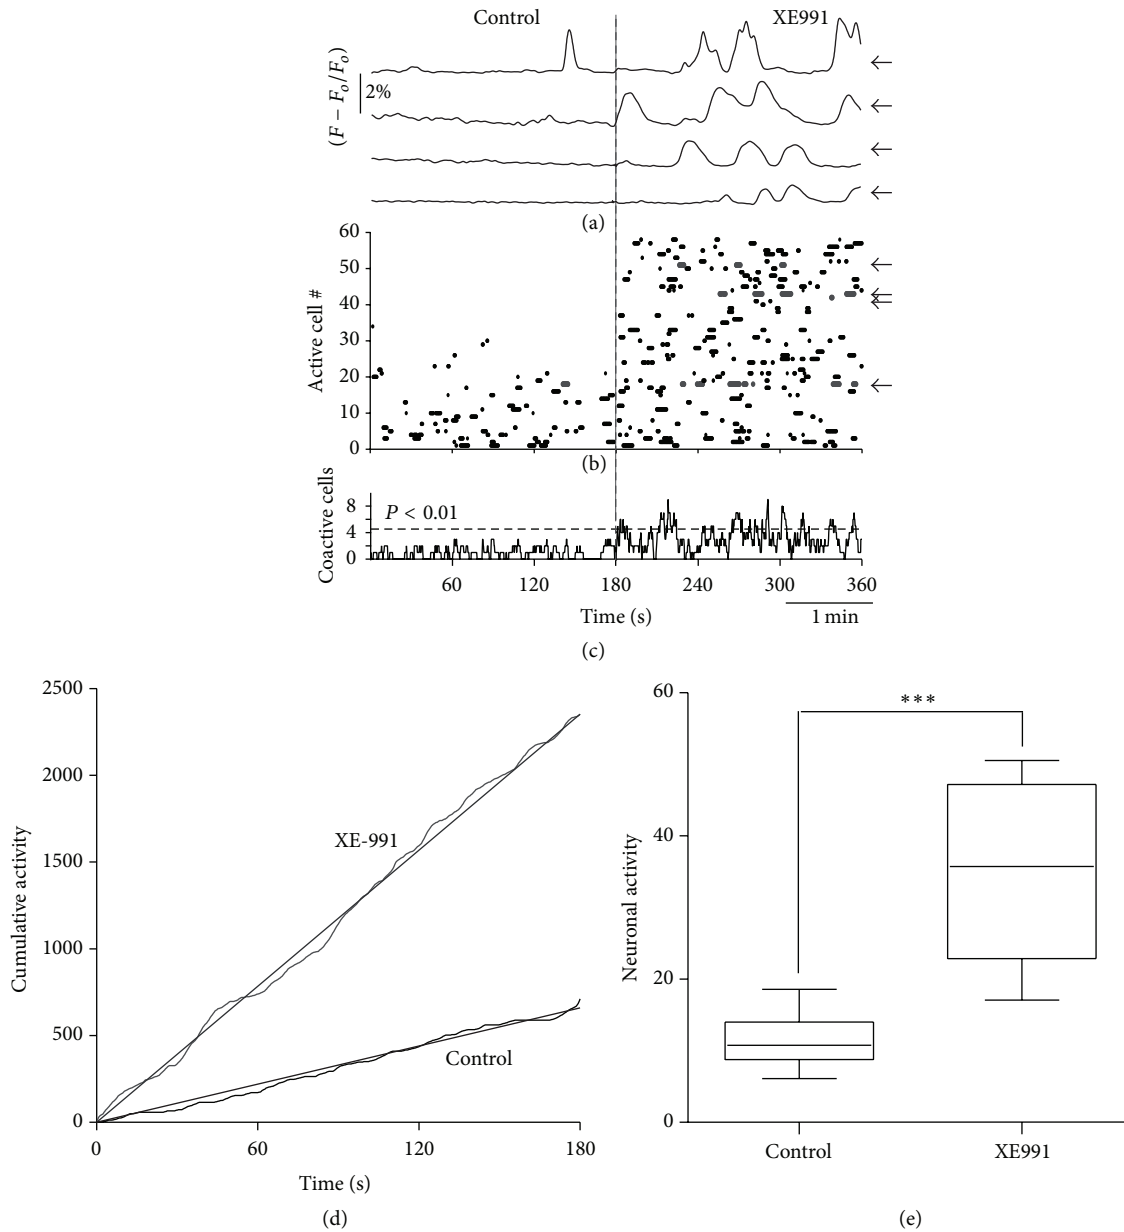 Control
XE991
(F − Fo/Fo)
2%
(a)
Active cell #
60
50
40
30
20
10
0
(b)
Coactive cells
8
4
0
P < 0.01
60
120
180
240
300
360
Time (s)
1 min
(c)
Cumulative activity
2500
2000
1500
1000
500
0
XE-991
Control
0
60
120
180
Time (s)
(d)
Neuronal activity
60
40
20
0
***
Control
XE991
(e)